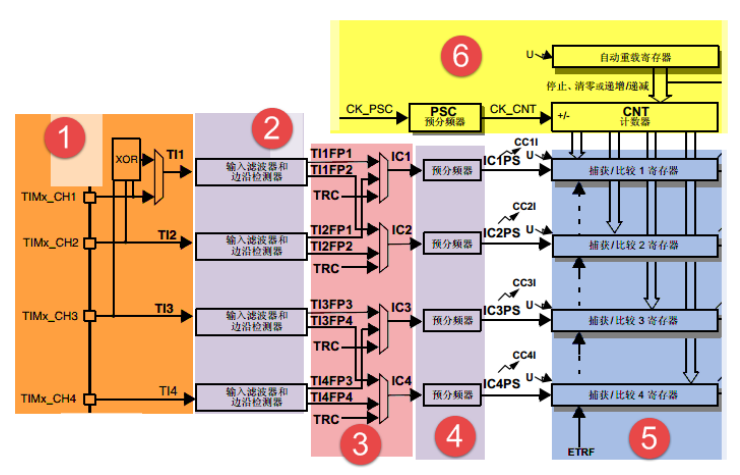 6
U
自动重载寄存器
停止、清零或递增/递减
CK_PSC
PSC
预分频器
CK_CNT
+/-
CNT
计数器
1
2
XOR
TI1
输入滤波器和
边沿检测器
TI1FP1
TI1FP2
TRC
IC1
预分频器
IC1PS
CC1I
U
捕获/比较 1 寄存器
TIMx_CH1
TIMx_CH2
TI2
输入滤波器和
边沿检测器
TI2FP1
TI2FP2
TRC
IC2
预分频器
IC2PS
CC2I
U
捕获/比较 2 寄存器
TIMx_CH3
TI3
输入滤波器和
边沿检测器
TI3FP3
TI3FP4
TRC
IC3
预分频器
IC3PS
CC3I
U
捕获/比较 3 寄存器
TIMx_CH4
TI4
输入滤波器和
边沿检测器
TI4FP3
TI4FP4
TRC
IC4
预分频器
IC4PS
CC4I
U
捕获/比较 4 寄存器
ETRF
3
4
5